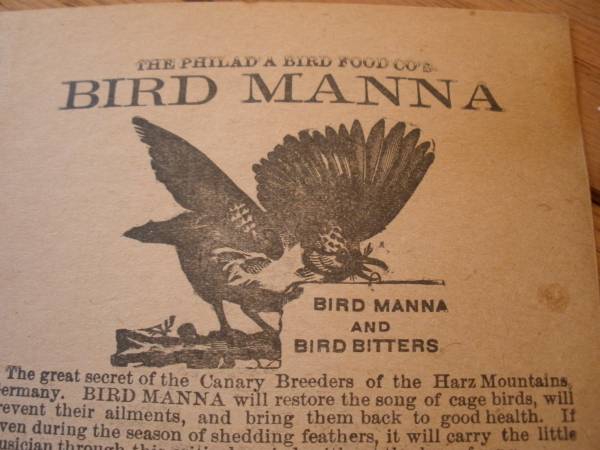 THE PHILAD'A BIRD FOOD CO'S
BIRD MANNA
BIRD MANNA
AND
BIRD BITTERS
The great secret of the Canary Breeders of the Harz Mountains,
ermany. BIRD MANNA will restore the song of cage birds, will
revent their ailments, and bring them back to good health. If
ven during the season of shedding feathers, it will carry the little
usician through this